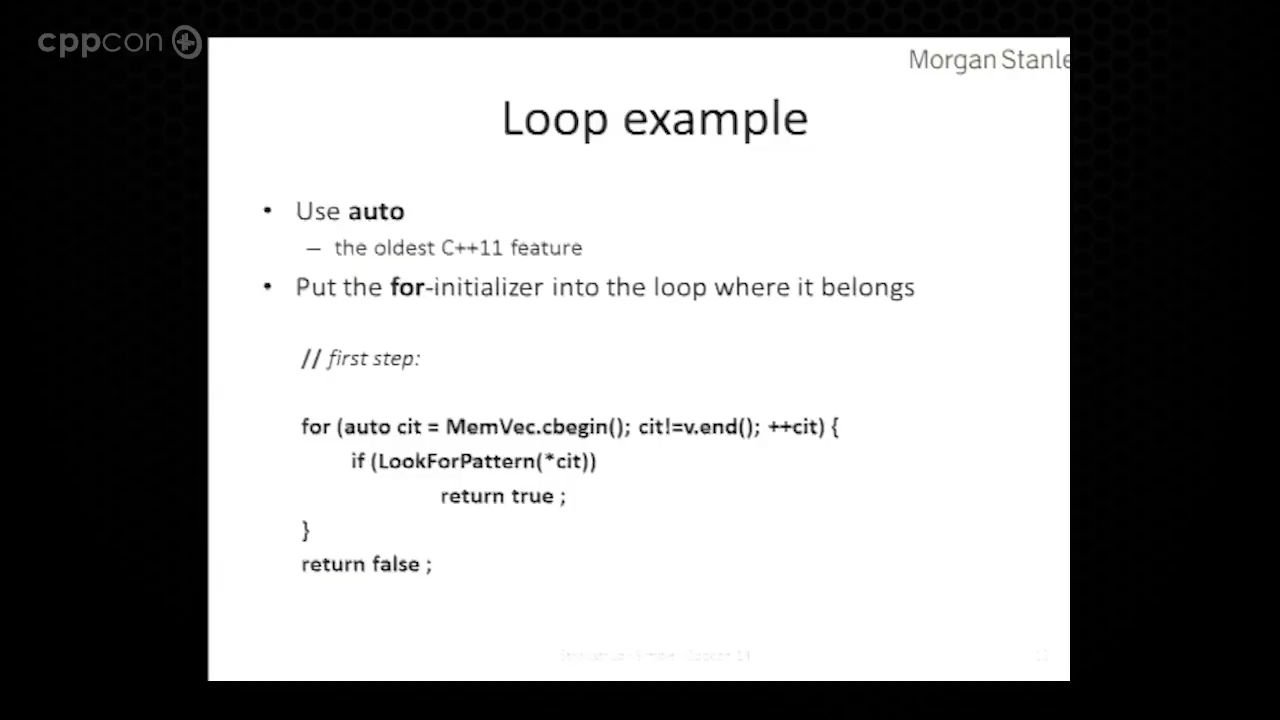 cppcon
Morgan Stanle
Loop example
• Use auto
– the oldest C++11 feature
• Put the for-initializer into the loop where it belongs
// first step:
for (auto cit = MemVec.cbegin(); cit!=v.end(); ++cit) {
if (LookForPattern(*cit))
return true ;
}
return false ;